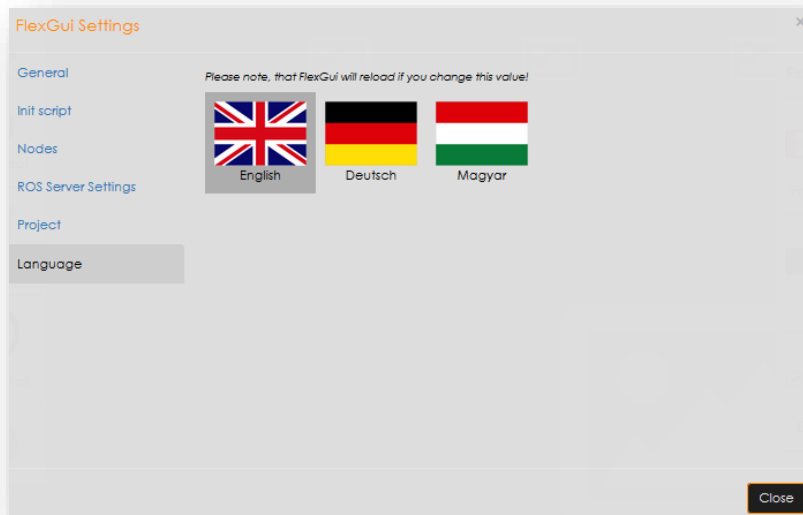 FlexGui Settings
×
General
Init script
Nodes
ROS Server Settings
Project
Language
Please note, that FlexGui will reload if you change this value!
English
Deutsch
Magyar
Close